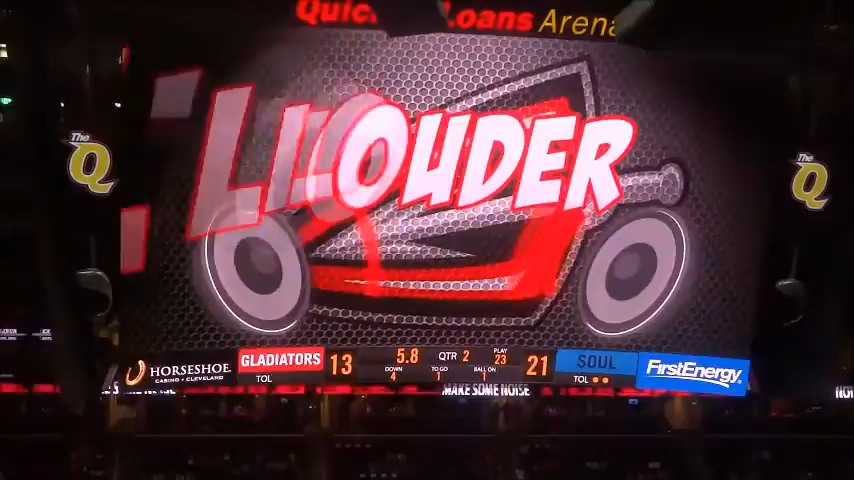 Quicken Loans Arena
The Q
The Q
LOUDER
HORSESHOE
CASINO • CLEVELAND
GLADIATORS 13
TOL
5.8 QTR 2 PLAY 23
DOWN 4 TO GO 1 BALL ON 1
21 SOUL
TOL
FirstEnergy
MAKE SOME NOISE